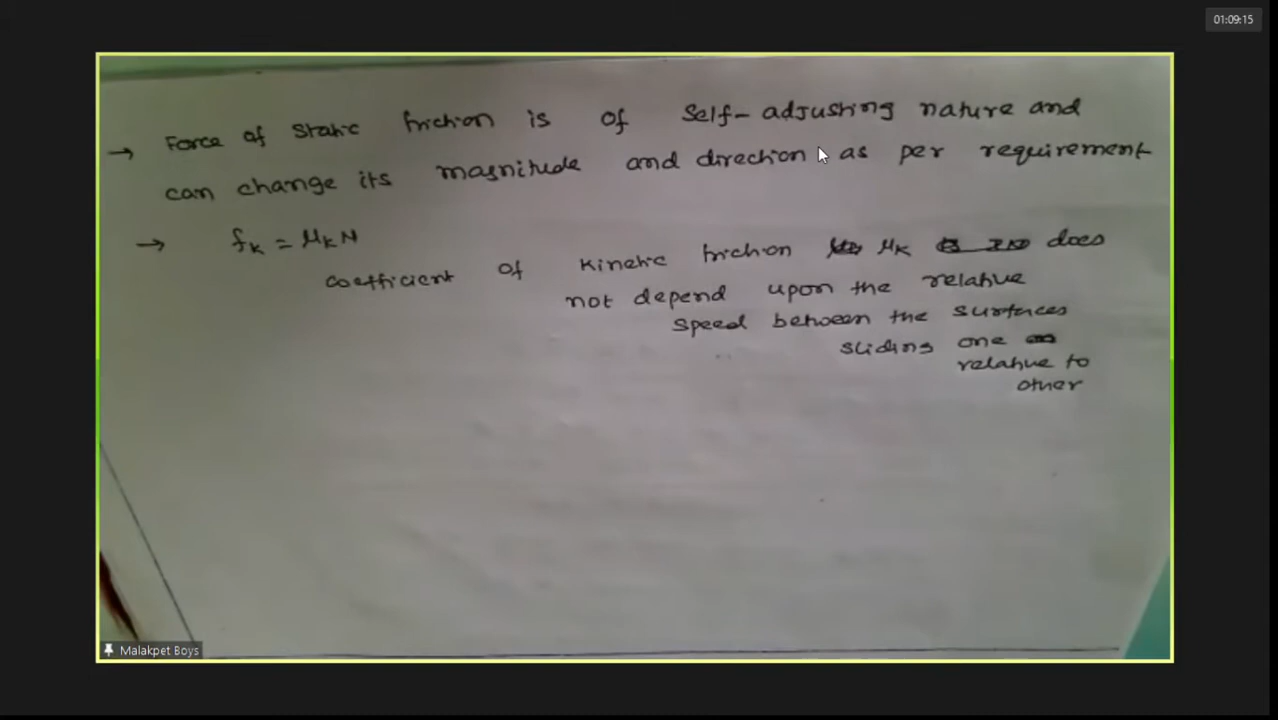 01:09:15
→ Force of Static friction is of Self-adjusting nature and
can change its magnitude and direction as per requirement
→ fK = μKN
coefficient of Kinetic friction μK does
not depend upon the relative
speed between the surfaces
sliding one
relative to
other
Malakpet Boys